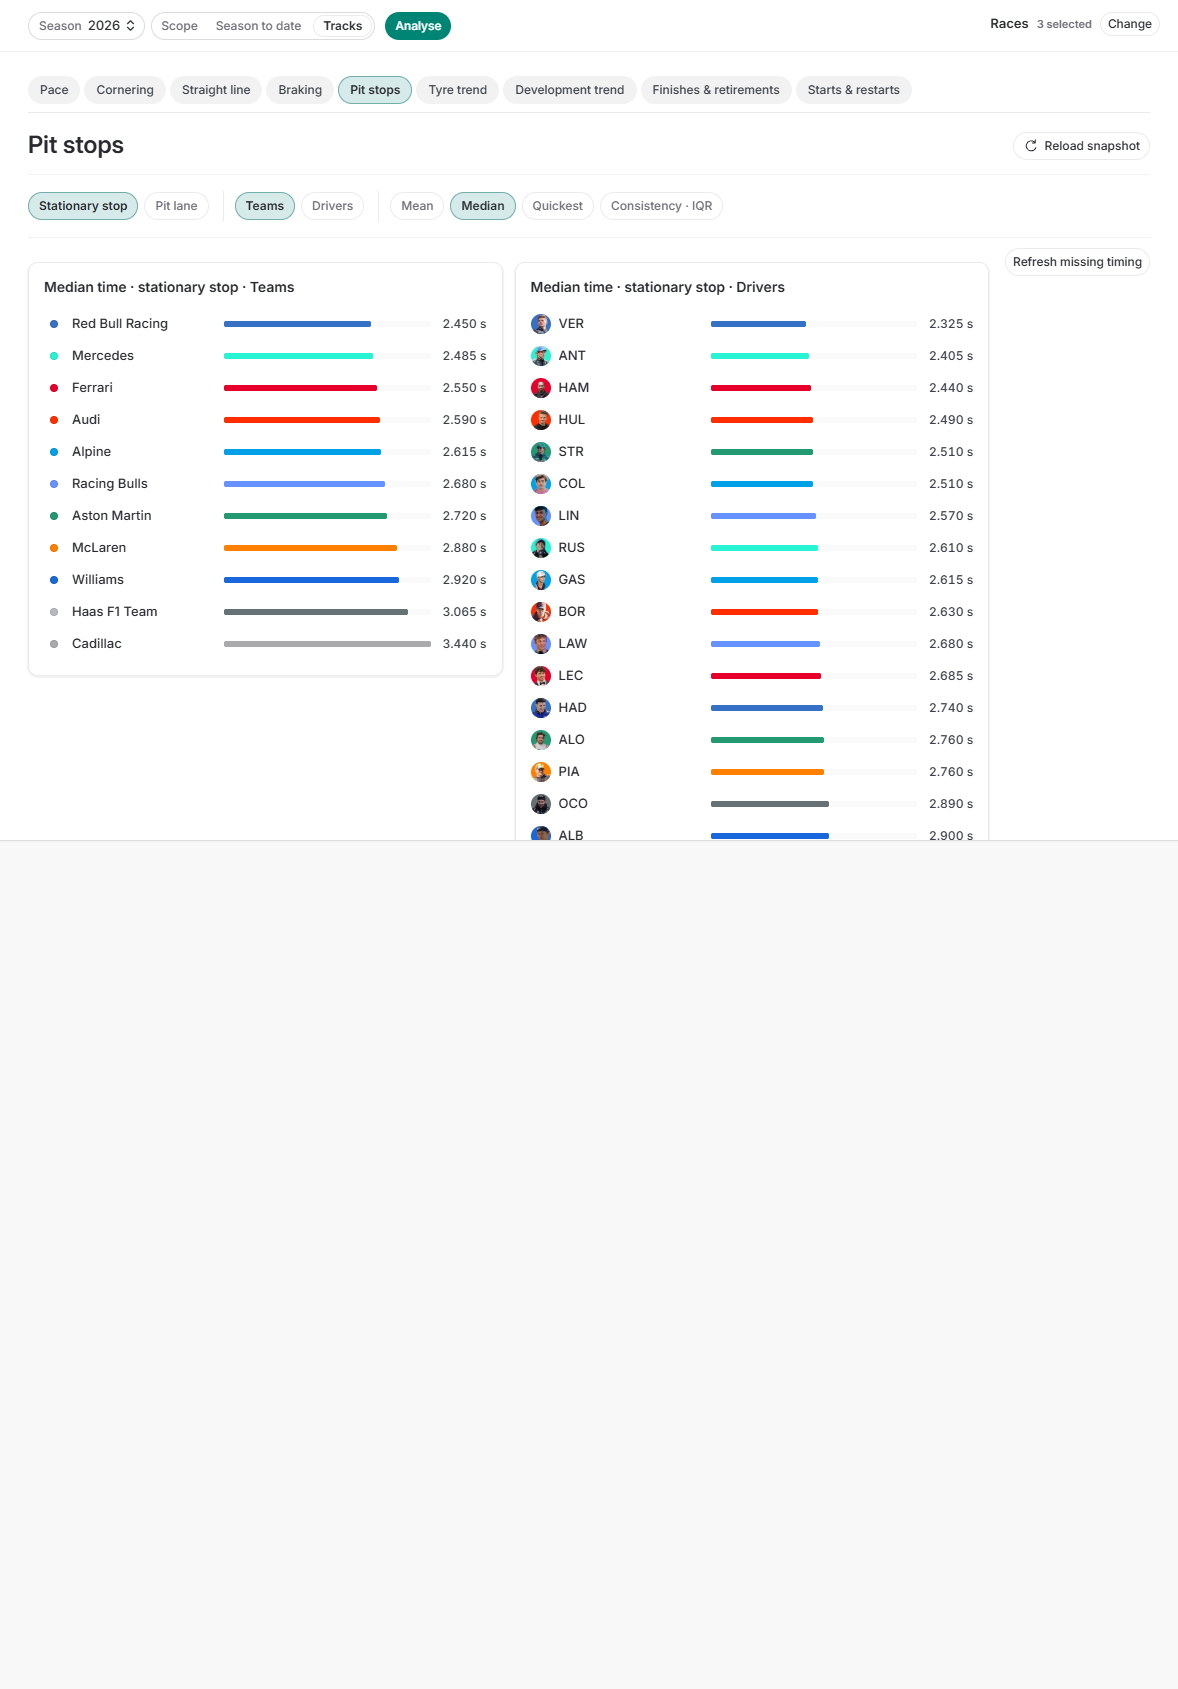 Season 2026
Scope Season to date Tracks
Analyse
Races 3 selected Change
Pace Cornering Straight line Braking Pit stops Tyre trend Development trend Finishes & retirements Starts & restarts
Pit stops
Reload snapshot
Stationary stop Pit lane Teams Drivers Mean Median Quickest Consistency · IQR
Refresh missing timing
Median time · stationary stop · Teams
Red Bull Racing 2.450 s
Mercedes 2.485 s
Ferrari 2.550 s
Audi 2.590 s
Alpine 2.615 s
Racing Bulls 2.680 s
Aston Martin 2.720 s
McLaren 2.880 s
Williams 2.920 s
Haas F1 Team 3.065 s
Cadillac 3.440 s
Median time · stationary stop · Drivers
VER 2.325 s
ANT 2.405 s
HAM 2.440 s
HUL 2.490 s
STR 2.510 s
COL 2.510 s
LIN 2.570 s
RUS 2.610 s
GAS 2.615 s
BOR 2.630 s
LAW 2.680 s
LEC 2.685 s
HAD 2.740 s
ALO 2.760 s
PIA 2.760 s
OCO 2.890 s
ALB 2.900 s